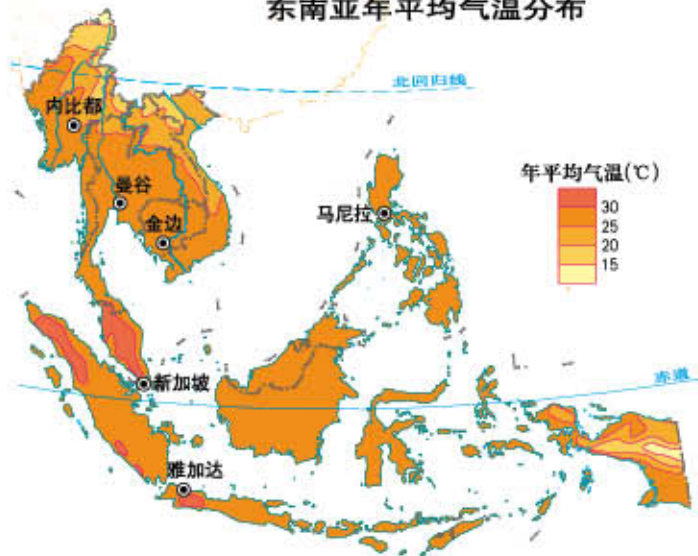 东南亚年平均气温分布
北回归线
内比都
年平均气温(℃)
曼谷
30
马尼拉
25
金边
20
15
赤道
新加坡
雅加达